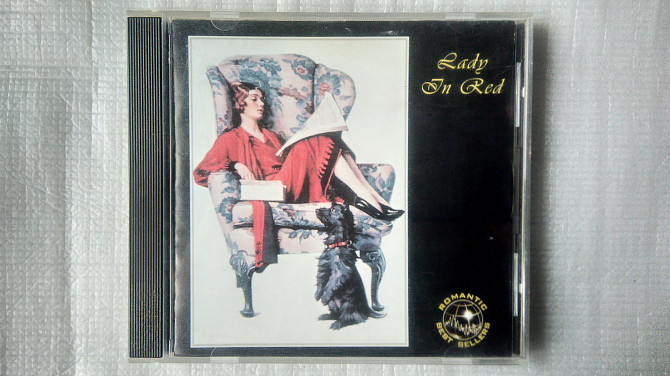 Lady
In Red
ROMANTIC
BEST SELLERS